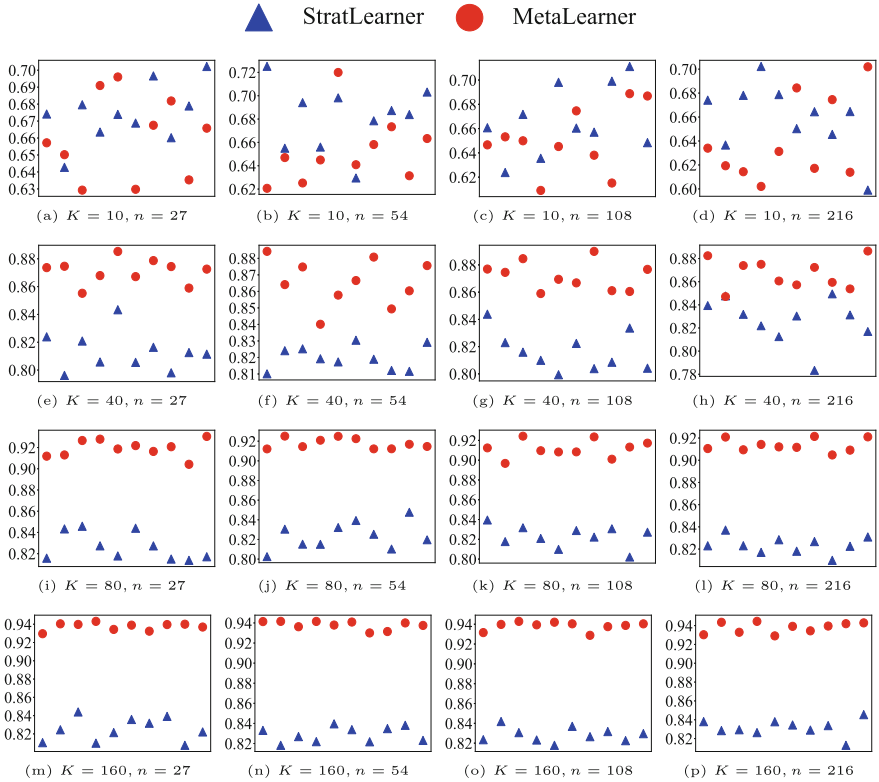 StratLearner MetaLearner
0.70 0.69 0.68 0.67 0.66 0.65 0.64 0.63
0.72 0.70 0.68 0.66 0.64 0.62
0.70 0.68 0.66 0.64 0.62
0.70 0.68 0.66 0.64 0.62 0.60
(a) K = 10, n = 27 (b) K = 10, n = 54 (c) K = 10, n = 108 (d) K = 10, n = 216
0.88 0.86 0.84 0.82 0.80
0.88 0.87 0.86 0.85 0.84 0.83 0.82 0.81
0.88 0.86 0.84 0.82 0.80
0.88 0.86 0.84 0.82 0.80 0.78
(e) K = 40, n = 27 (f) K = 40, n = 54 (g) K = 40, n = 108 (h) K = 40, n = 216
0.92 0.90 0.88 0.86 0.84 0.82
0.92 0.90 0.88 0.86 0.84 0.82 0.80
0.92 0.90 0.88 0.86 0.84 0.82 0.80
0.92 0.90 0.88 0.86 0.84 0.82
(i) K = 80, n = 27 (j) K = 80, n = 54 (k) K = 80, n = 108 (l) K = 80, n = 216
0.94 0.92 0.90 0.88 0.86 0.84 0.82
0.94 0.92 0.90 0.88 0.86 0.84 0.82
0.94 0.92 0.90 0.88 0.86 0.84 0.82
0.94 0.92 0.90 0.88 0.86 0.84 0.82
(m) K = 160, n = 27 (n) K = 160, n = 54 (o) K = 160, n = 108 (p) K = 160, n = 216